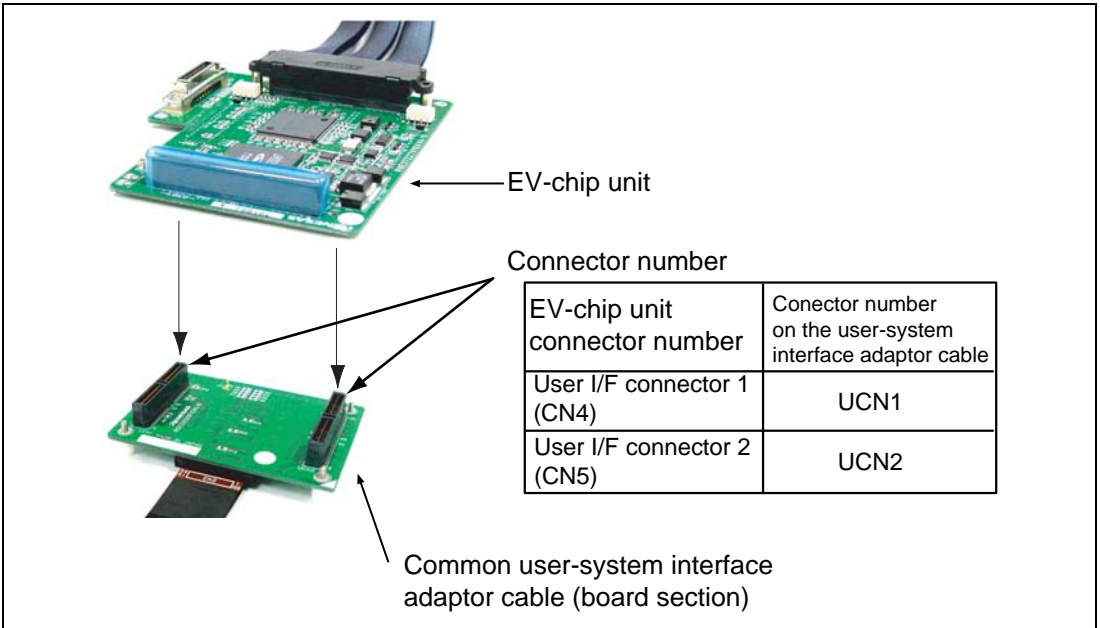 EV-chip unit
Connector number
EV-chip unit
connector number
Conector number
on the user-system
interface adaptor cable
User I/F connector 1
(CN4)
UCN1
User I/F connector 2
(CN5)
UCN2
Common user-system interface
adaptor cable (board section)